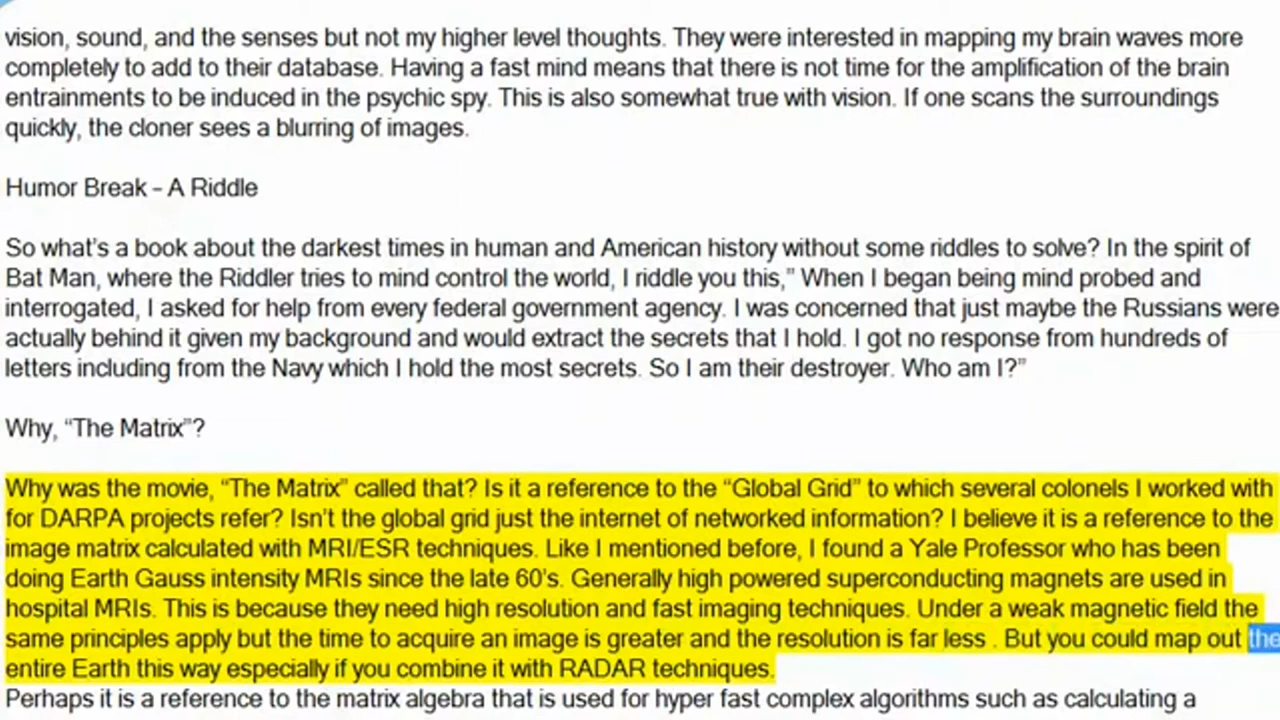 vision, sound, and the senses but not my higher level thoughts. They were interested in mapping my brain waves more
completely to add to their database. Having a fast mind means that there is not time for the amplification of the brain
entrainments to be induced in the psychic spy. This is also somewhat true with vision. If one scans the surroundings
quickly, the cloner sees a blurring of images.
Humor Break – A Riddle
So what's a book about the darkest times in human and American history without some riddles to solve? In the spirit of
Bat Man, where the Riddler tries to mind control the world, I riddle you this,” When I began being mind probed and
interrogated, I asked for help from every federal government agency. I was concerned that just maybe the Russians were
actually behind it given my background and would extract the secrets that I hold. I got no response from hundreds of
letters including from the Navy which I hold the most secrets. So I am their destroyer. Who am I?”
Why, “The Matrix”?
Why was the movie, “The Matrix” called that? Is it a reference to the “Global Grid” to which several colonels I worked with
for DARPA projects refer? Isn't the global grid just the internet of networked information? I believe it is a reference to the
image matrix calculated with MRI/ESR techniques. Like I mentioned before, I found a Yale Professor who has been
doing Earth Gauss intensity MRIs since the late 60's. Generally high powered superconducting magnets are used in
hospital MRIs. This is because they need high resolution and fast imaging techniques. Under a weak magnetic field the
same principles apply but the time to acquire an image is greater and the resolution is far less . But you could map out the
entire Earth this way especially if you combine it with RADAR techniques.
Perhaps it is a reference to the matrix algebra that is used for hyper fast complex algorithms such as calculating a